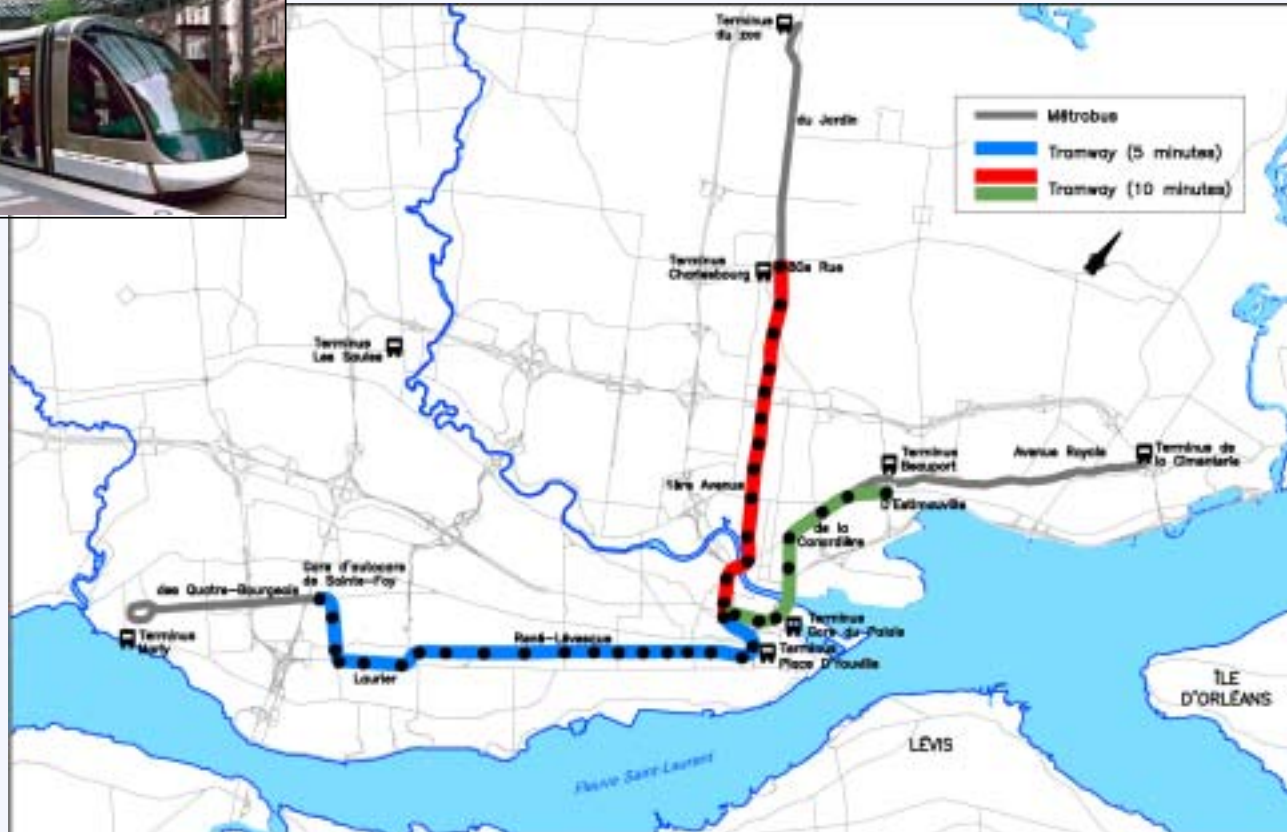 Terminus
du zoo
Métrobus
du Jardin
Tramway (5 minutes)
Tramway (10 minutes)
Terminus
Charlesbourg
80e Rue
Terminus
Les Saules
Terminus
Beauport
Avenue Royale
Terminus de
la Cimenterie
1ère Avenue
D'Estimauville
de la
Canardière
Gare d'autocars
de Sainte-Foy
des Quatre-Bourgeois
Terminus
Marly
Terminus
Gare du-Palais
René-Lévesque
Terminus
Place D'Youville
Laurier
ÎLE
D'ORLÉANS
LÉVIS
Fleuve Saint-Laurent